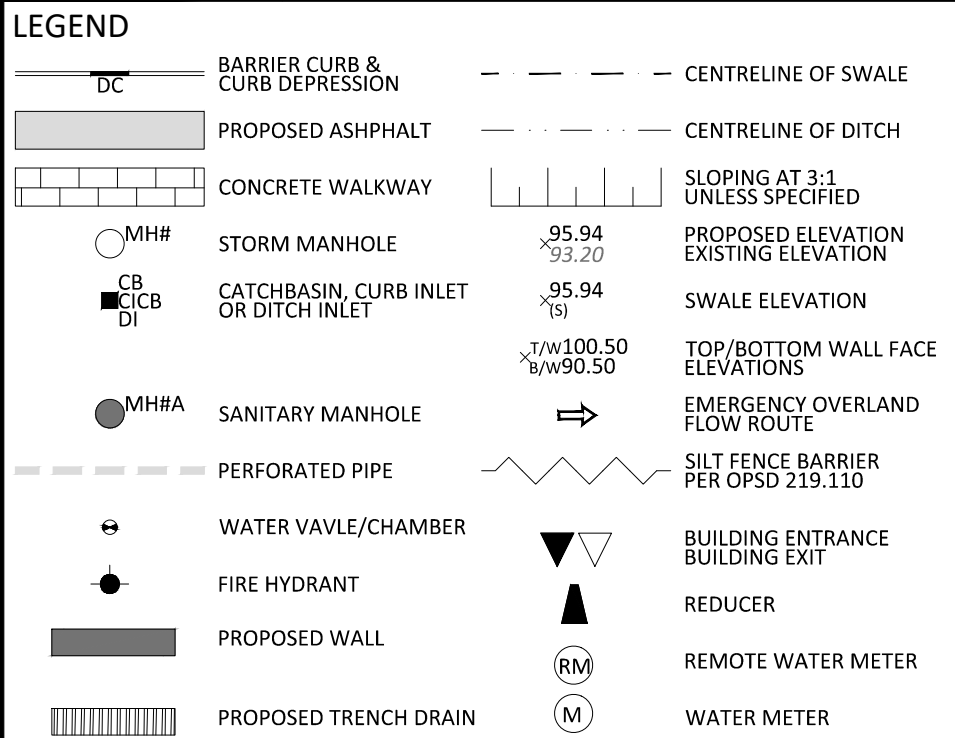 LEGEND
DC
BARRIER CURB &
CURB DEPRESSION
PROPOSED ASHPHALT
CONCRETE WALKWAY
MH#
STORM MANHOLE
CB
CICB
DI
CATCHBASIN, CURB INLET
OR DITCH INLET
MH#A
SANITARY MANHOLE
PERFORATED PIPE
WATER VAVLE/CHAMBER
FIRE HYDRANT
PROPOSED WALL
PROPOSED TRENCH DRAIN
CENTRELINE OF SWALE
CENTRELINE OF DITCH
SLOPING AT 3:1
UNLESS SPECIFIED
95.94
93.20
PROPOSED ELEVATION
EXISTING ELEVATION
95.94
(S)
SWALE ELEVATION
T/W100.50
B/W90.50
TOP/BOTTOM WALL FACE
ELEVATIONS
EMERGENCY OVERLAND
FLOW ROUTE
SILT FENCE BARRIER
PER OPSD 219.110
BUILDING ENTRANCE
BUILDING EXIT
REDUCER
RM
REMOTE WATER METER
M
WATER METER